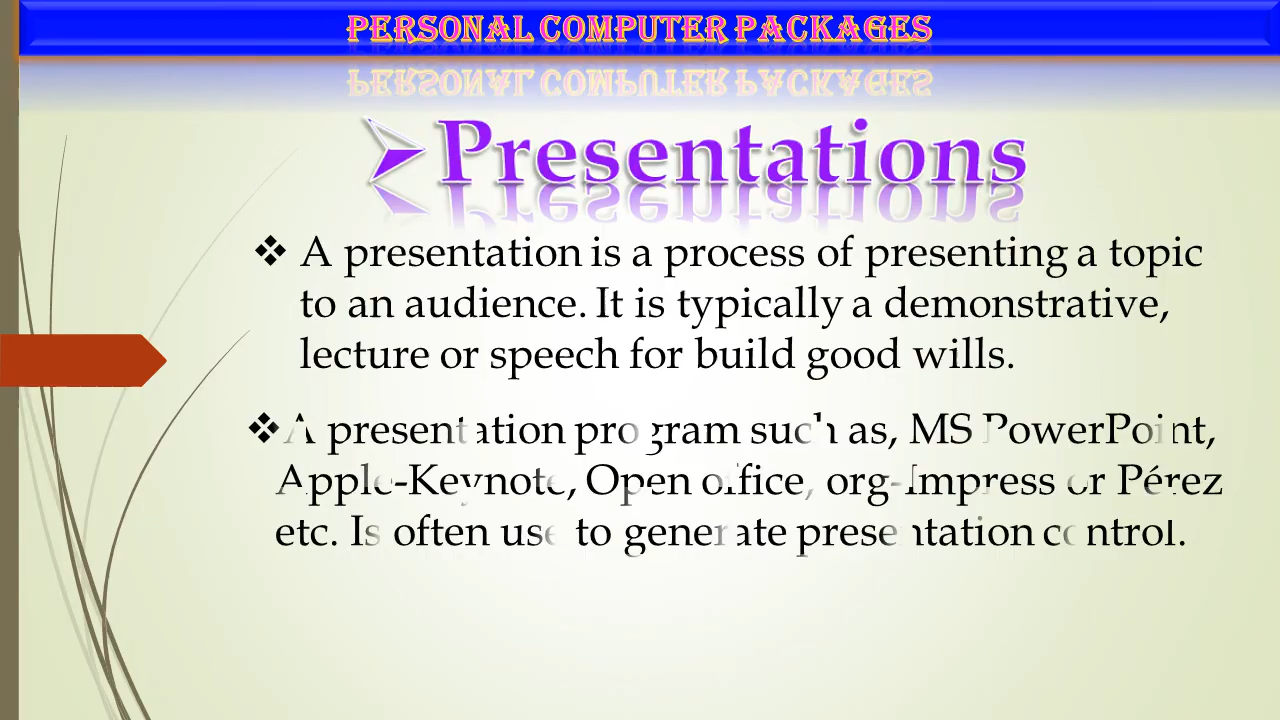 PERSONAL COMPUTER PACKAGES
➢Presentations
❖ A presentation is a process of presenting a topic
to an audience. It is typically a demonstrative,
lecture or speech for build good wills.
❖A presentation program such as, MS PowerPoint,
Apple-Keynote, Open office, org-Impress or Pérez
etc. Is often use to generate presentation control.